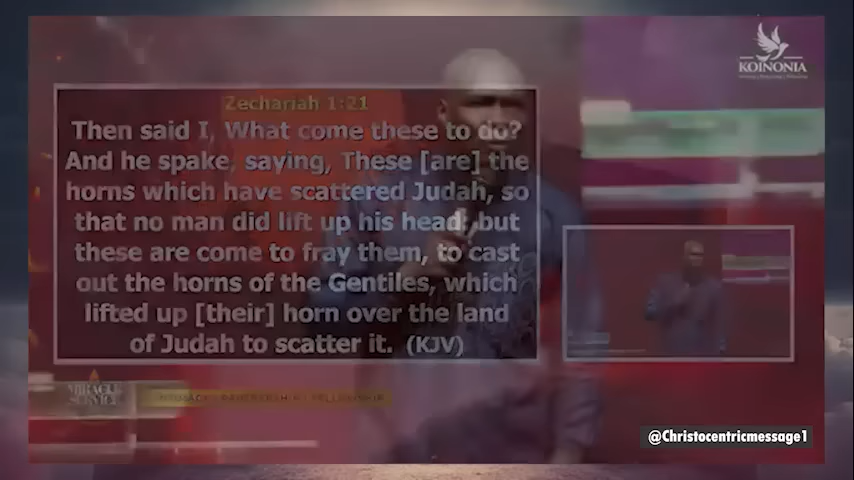 KOINONIA
Zechariah 1:21
Then said I, What come these to do?
And he spake, saying, These [are] the
horns which have scattered Judah, so
that no man did lift up his head: but
these are come to fray them, to cast
out the horns of the Gentiles, which
lifted up [their] horn over the land
of Judah to scatter it. (KJV)
MIRACLE
SERVICE
@Christocentricmessage1